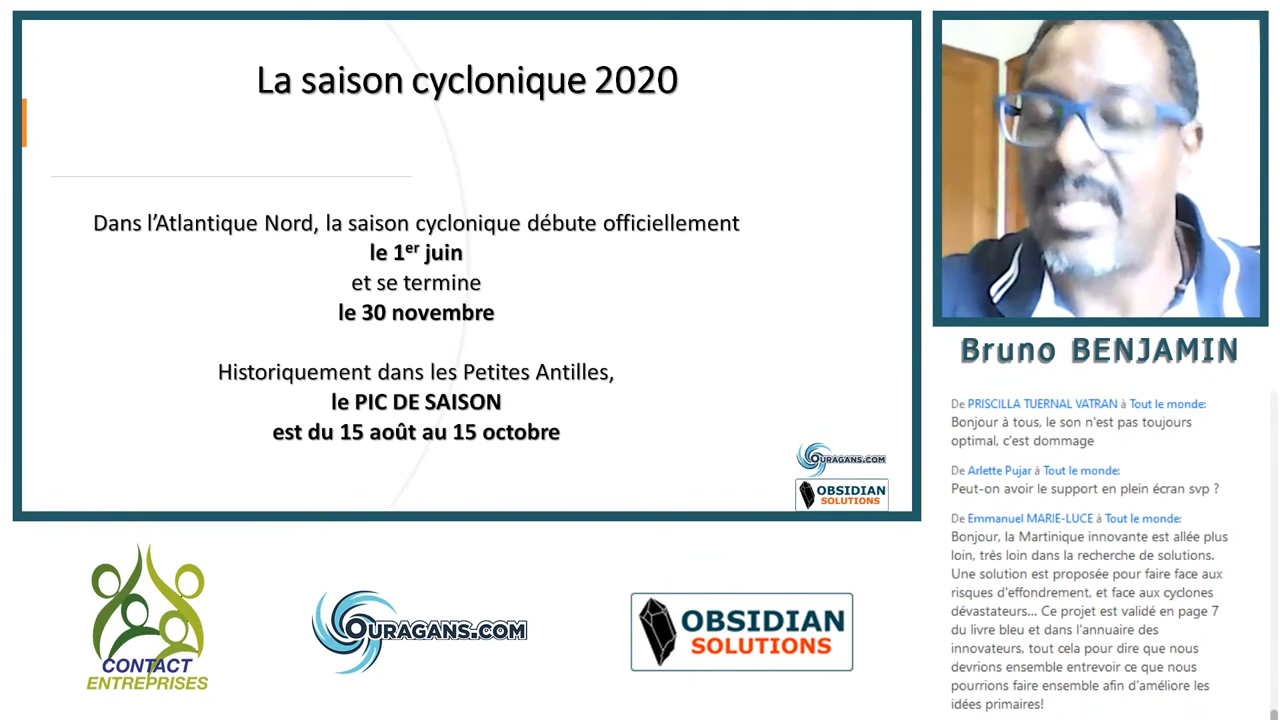 La saison cyclonique 2020
Dans l’Atlantique Nord, la saison cyclonique débute officiellement
le 1er juin
et se termine
le 30 novembre
Historiquement dans les Petites Antilles,
le PIC DE SAISON
est du 15 août au 15 octobre
OURAGANS.COM
OBSIDIAN
SOLUTIONS
Bruno BENJAMIN
De PRISCILLA TUERNAL VATRAN à Tout le monde:
Bonjour à tous, le son n'est pas toujours
optimal, c'est dommage
De Arlette Pujar à Tout le monde:
Peut-on avoir le support en plein écran svp ?
De Emmanuel MARIE-LUCE à Tout le monde:
Bonjour, la Martinique innovante est allée plus
loin, très loin dans la recherche de solutions.
Une solution est proposée pour faire face aux
risques d'effondrement, et face aux cyclones
dévastateurs... Ce projet est validé en page 7
du livre bleu et dans l'annuaire des
innovateurs, tout cela pour dire que nous
devrions ensemble entrevoir ce que nous
pourrions faire ensemble afin d'améliore les
idées primaires!
CONTACT
ENTREPRISES
OURAGANS.COM
OBSIDIAN
SOLUTIONS